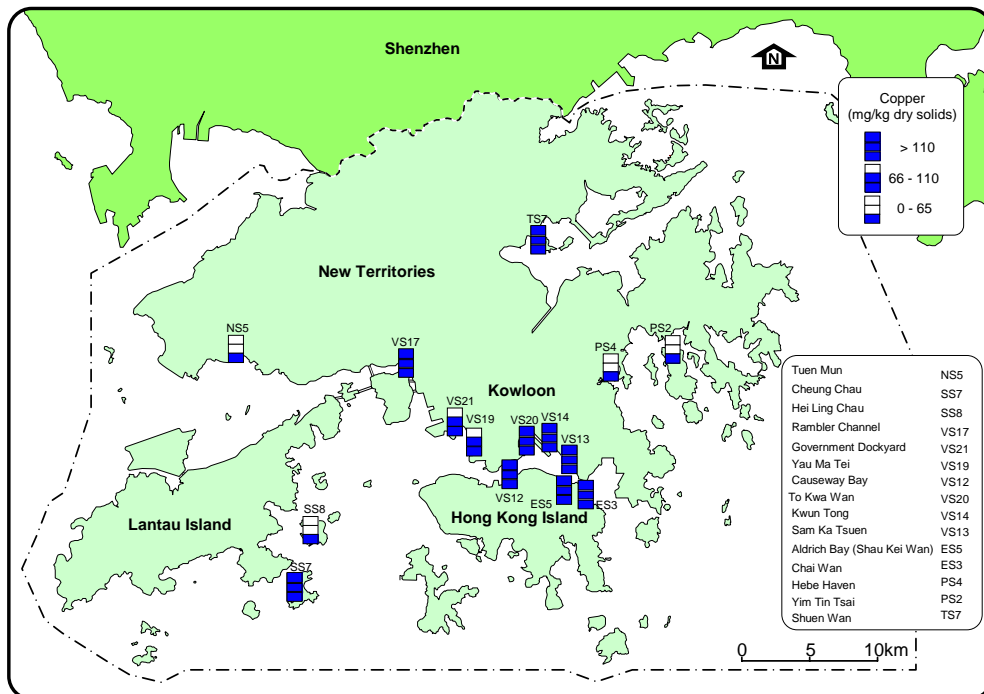 Shenzhen
N
Copper
(mg/kg dry solids)
> 110
66 - 110
0 - 65
TS7
New Territories
NS5
VS17
PS4
PS2
Kowloon
VS21
VS19
VS20
VS14
VS13
VS12
ES5
ES3
Hong Kong Island
Lantau Island
SS8
SS7
Tuen Mun NS5
Cheung Chau SS7
Hei Ling Chau SS8
Rambler Channel VS17
Government Dockyard VS21
Yau Ma Tei VS19
Causeway Bay VS12
To Kwa Wan VS20
Kwun Tong VS14
Sam Ka Tsuen VS13
Aldrich Bay (Shau Kei Wan) ES5
Chai Wan ES3
Hebe Haven PS4
Yim Tin Tsai PS2
Shuen Wan TS7
0 10km